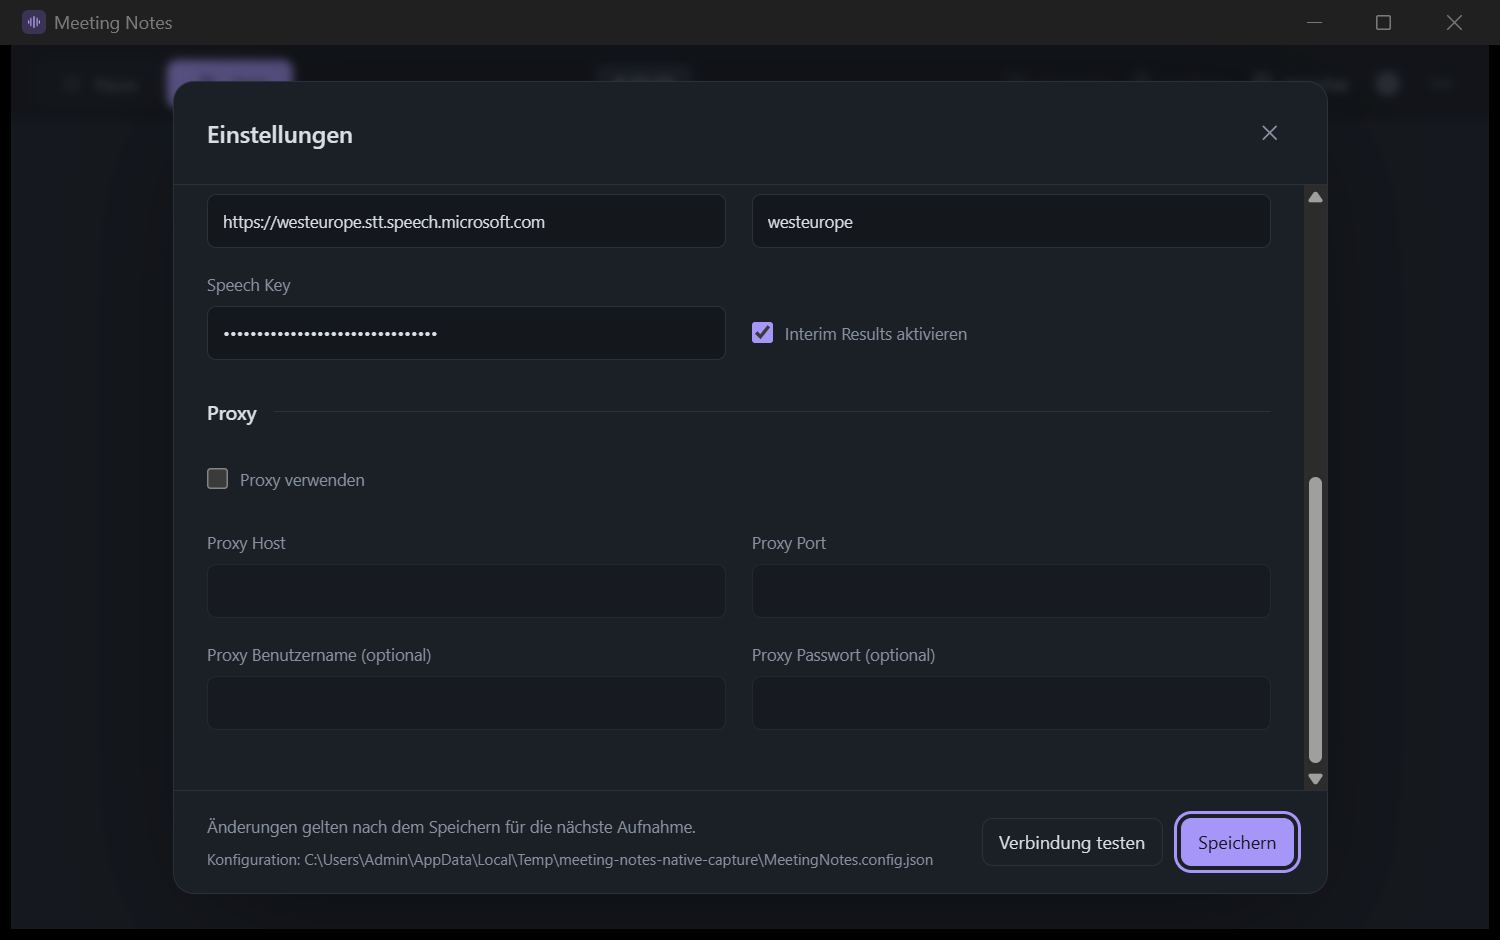 Meeting Notes
Einstellungen
https://westeurope.stt.speech.microsoft.com
westeurope
Speech Key
••••••••••••••••••••••••••••••••
Interim Results aktivieren
Proxy
Proxy verwenden
Proxy Host
Proxy Port
Proxy Benutzername (optional)
Proxy Passwort (optional)
Änderungen gelten nach dem Speichern für die nächste Aufnahme.
Konfiguration: C:\Users\Admin\AppData\Local\Temp\meeting-notes-native-capture\MeetingNotes.config.json
Verbindung testen
Speichern